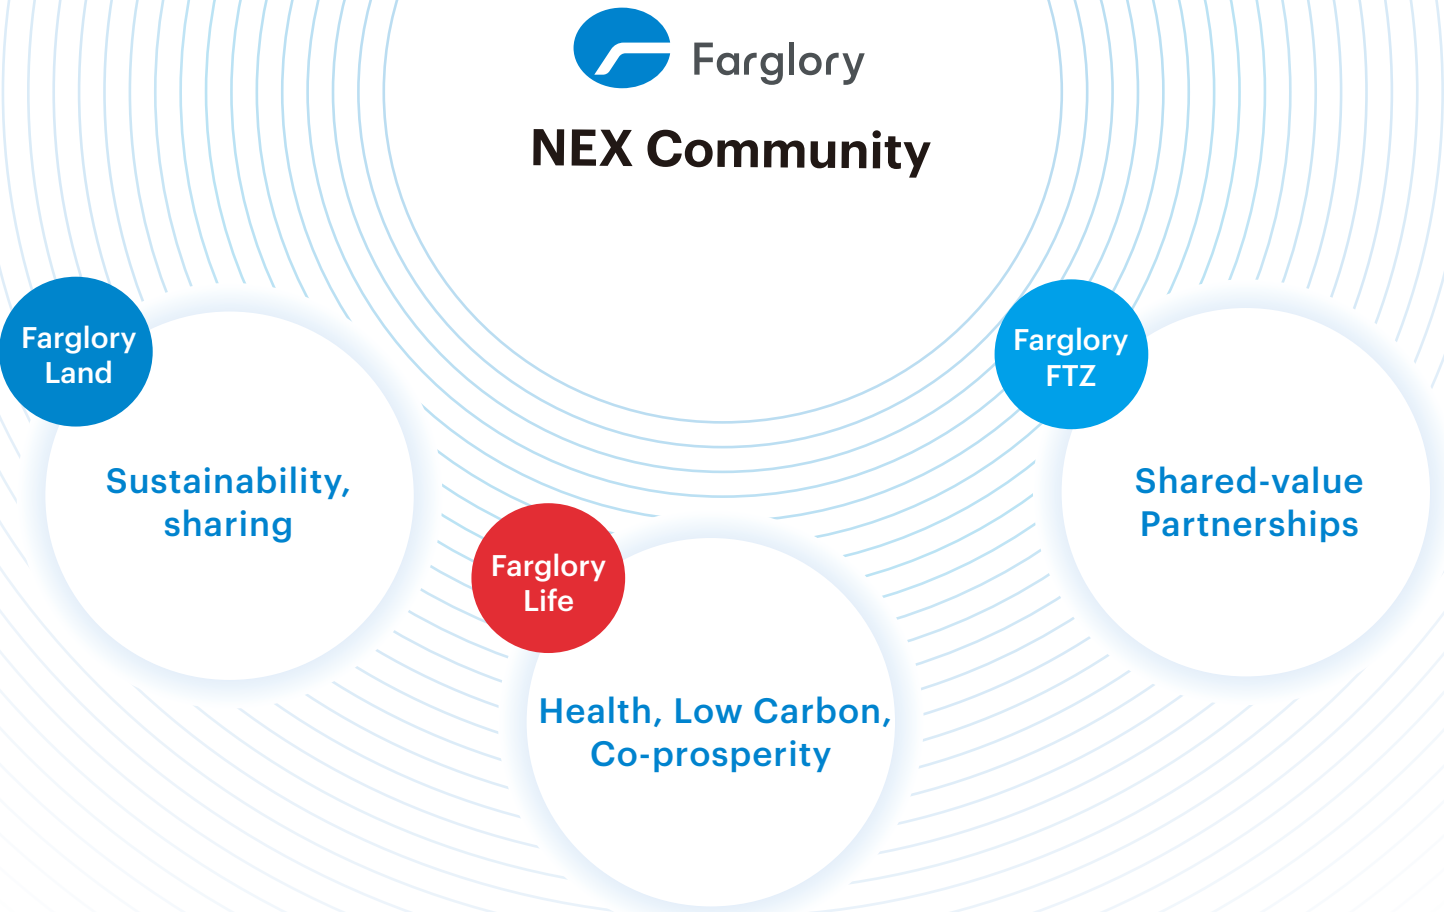 Farglory
NEX Community
Farglory
Land
Sustainability,
sharing
Farglory
Life
Health, Low Carbon,
Co-prosperity
Farglory
FTZ
Shared-value
Partnerships